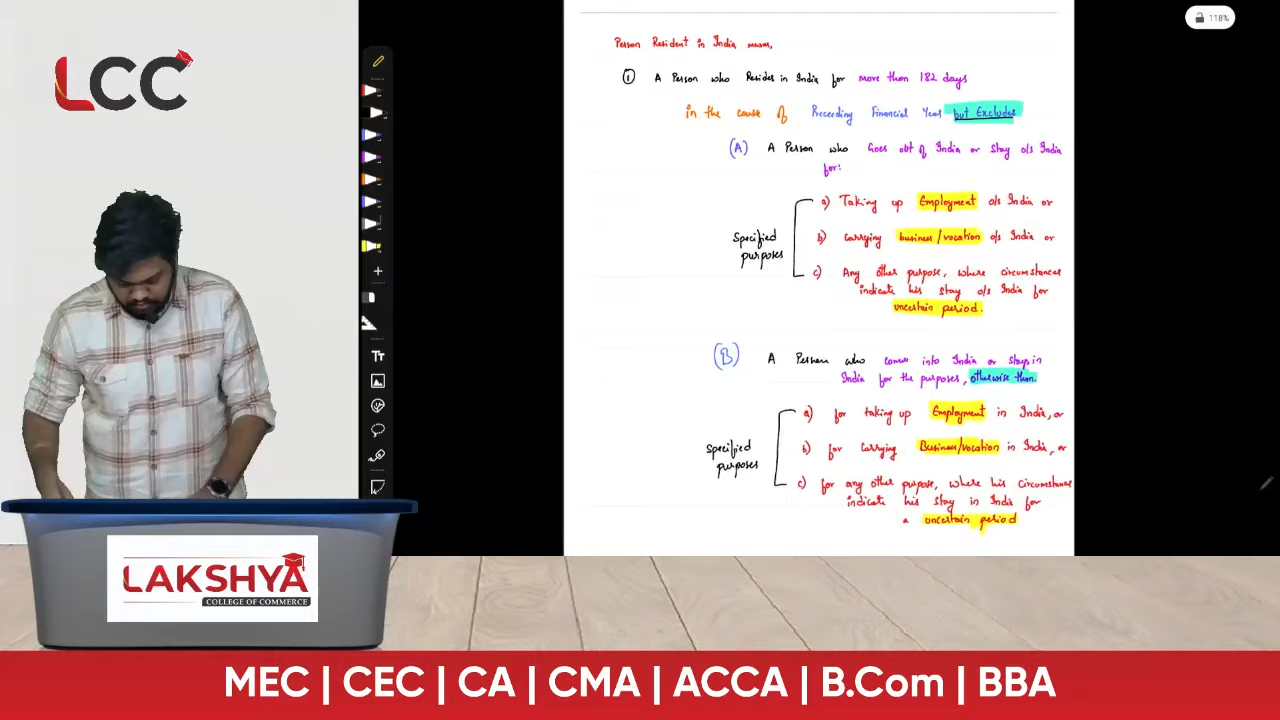 LCC
118%
Person Resident in India means,
① A Person who Resides in India for more than 182 days
in the course of Preceeding Financial Year but Excludes
(A) A Person who Goes out of India or stay o/s India
for:
a) Taking up Employment o/s India or
b) Carrying business/vocation o/s India or
Specified
purposes
c) Any other purpose, where circumstances
indicate his stay o/s India for
uncertain period.
(B) A Person who comes into India or stays in
India for the purposes, otherwise than.
a) for taking up Employment in India, or
b) for Carrying Business/vocation in India, or
Specified
purposes
c) for any other purpose, where his circumstance
indicate his stay in India for
a uncertain period
Tт
LAKSHYA
COLLEGE OF COMMERCE
MEC | CEC | CA | CMA | ACCA | B.Com | BBA